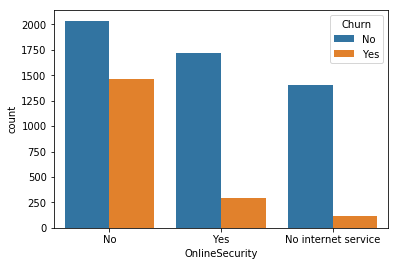 2000
1750
1500
1250
1000
750
500
250
0
count
Churn
No
Yes
No
Yes
No internet service
OnlineSecurity